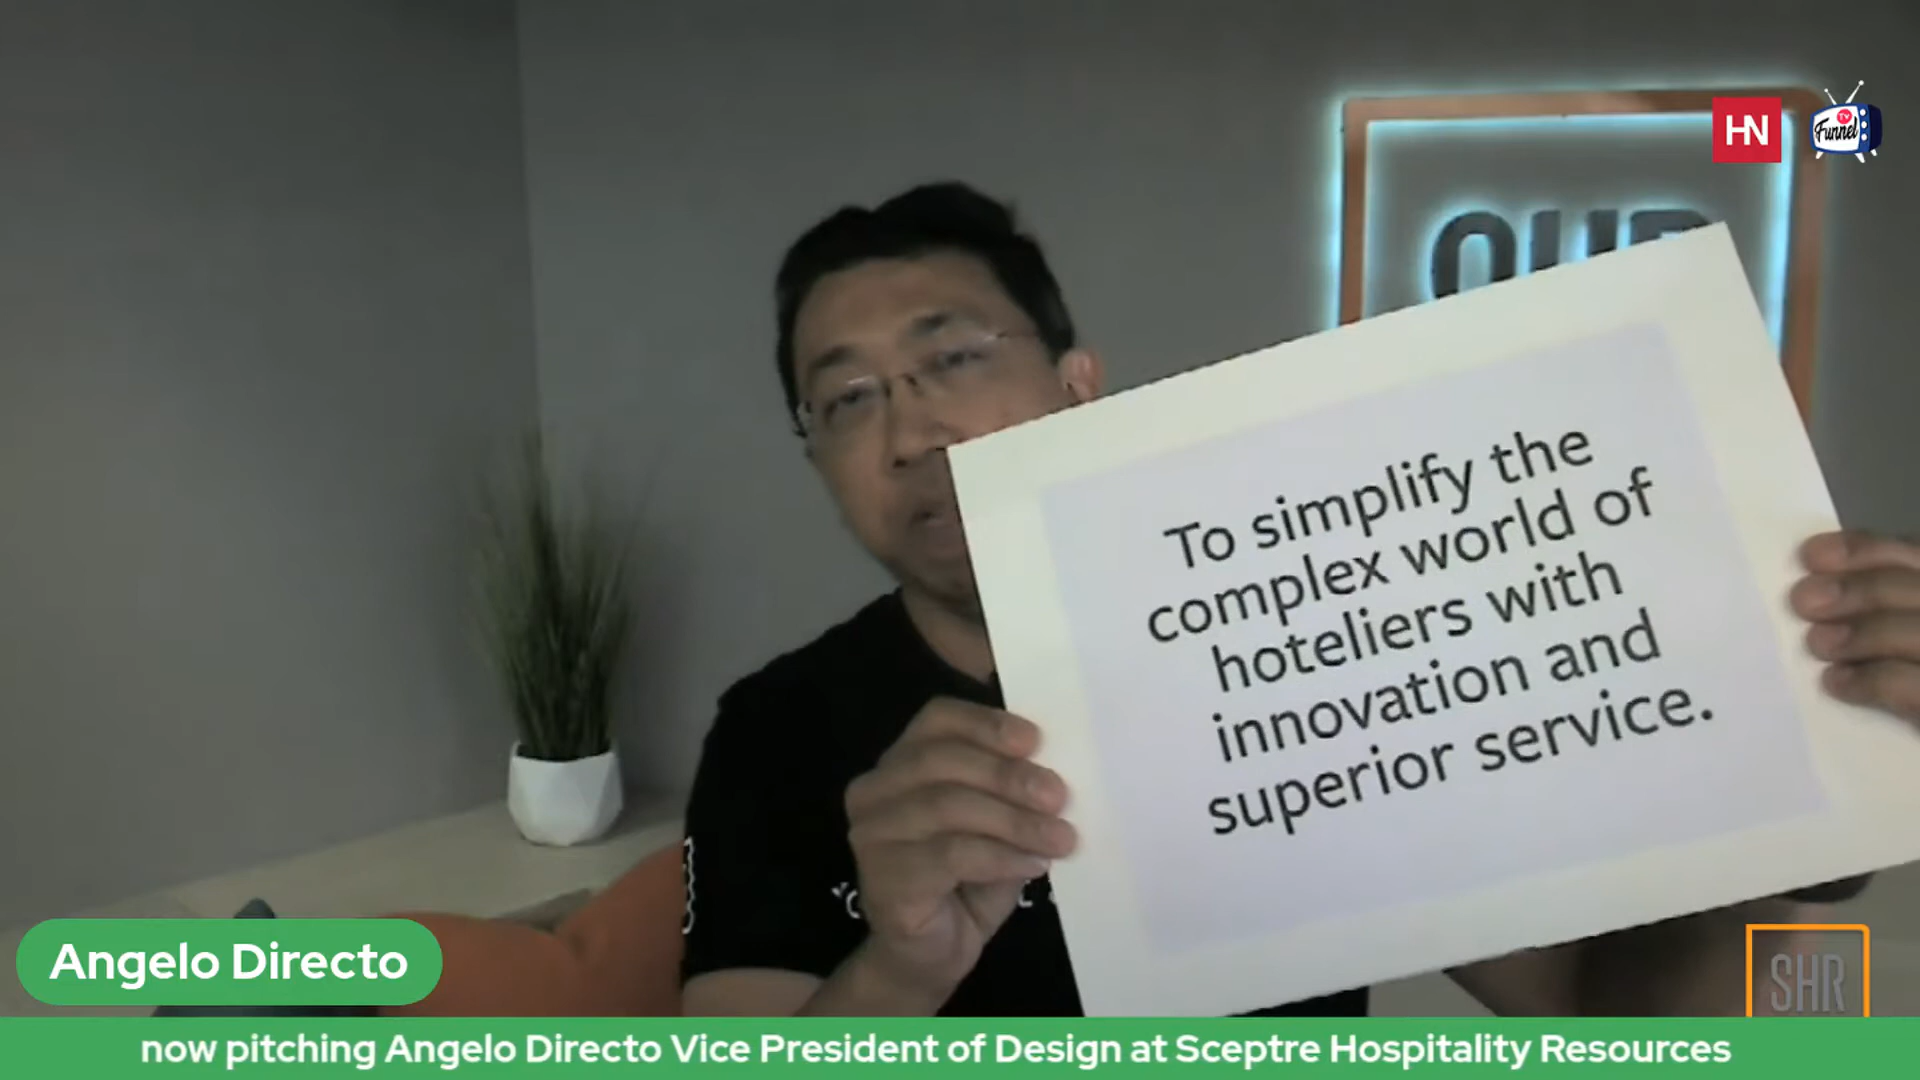 HN
TV
Funnel
To simplify the
complex world of
hoteliers with
innovation and
superior service.
Angelo Directo
SHR
now pitching Angelo Directo Vice President of Design at Sceptre Hospitality Resources